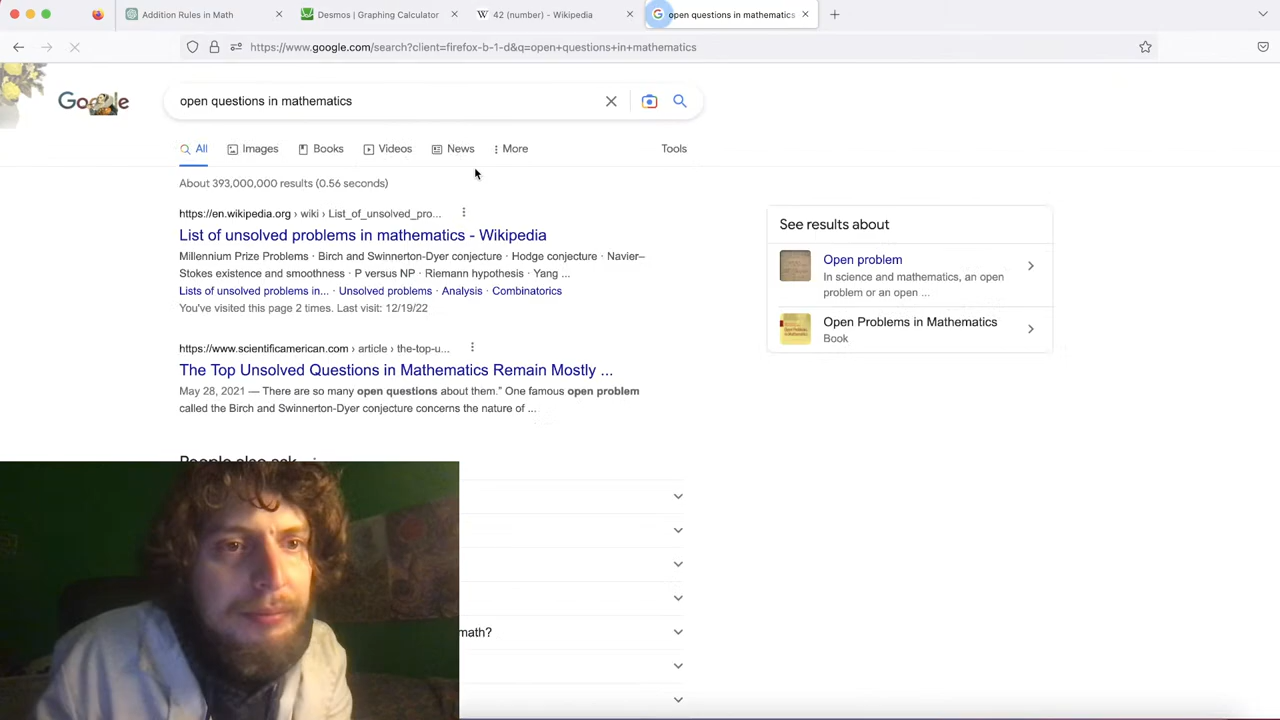 Addition Rules in Math
Desmos | Graphing Calculator
42 (number) - Wikipedia
open questions in mathematics
https://www.google.com/search?client=firefox-b-1-d&q=open+questions+in+mathematics
Google
open questions in mathematics
All Images Books Videos News More Tools
About 393,000,000 results (0.56 seconds)
https://en.wikipedia.org › wiki › List_of_unsolved_pro...
List of unsolved problems in mathematics - Wikipedia
Millennium Prize Problems · Birch and Swinnerton-Dyer conjecture · Hodge conjecture · Navier–
Stokes existence and smoothness · P versus NP · Riemann hypothesis · Yang ...
Lists of unsolved problems in... · Unsolved problems · Analysis · Combinatorics
You've visited this page 2 times. Last visit: 12/19/22
https://www.scientificamerican.com › article › the-top-u...
The Top Unsolved Questions in Mathematics Remain Mostly ...
May 28, 2021 — There are so many open questions about them." One famous open problem
called the Birch and Swinnerton-Dyer conjecture concerns the nature of ...
People also ask
math?
See results about
Open problem
In science and mathematics, an open
problem or an open ...
Open Problems in Mathematics
Book